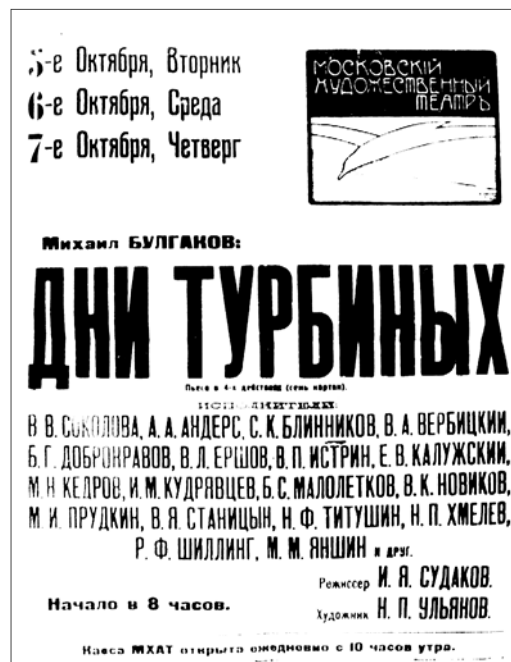 5-е Октября, Вторник
6-е Октября, Среда
7-е Октября, Четверг
МОСКОВСКІЙ
ХУДОЖЕСТВЕННЫЙ
ТЕАТРЪ
Михаил БУЛГАКОВ:
ДНИ ТУРБИНЫХ
Пьеса в 4-х действиях (семь картин).
ИСПОЛНИТЕЛИ:
В. В. СОКОЛОВА, А. А. АНДЕРС, С. К. БЛИННИКОВ, В. А. ВЕРБИЦКИЙ,
Б. Г. ДОБРОНРАВОВ, В. Л. ЕРШОВ, В. П. ИСТРИН, Е. В. КАЛУЖСКИЙ,
М. Н. КЕДРОВ, И. М. КУДРЯВЦЕВ, Б. С. МАЛОЛЕТКОВ, В. К. НОВИКОВ,
М. И. ПРУДКИН, В. Я. СТАНИЦЫН, Н. Ф. ТИТУШИН, Н. П. ХМЕЛЕВ,
Р. Ф. ШИЛЛИНГ, М. М. ЯНШИН и друг.
Режиссер И. Я. СУДАКОВ.
Художник Н. П. УЛЬЯНОВ.
Начало в 8 часов.
Касса МХАТ открыта ежедневно с 10 часов утра.